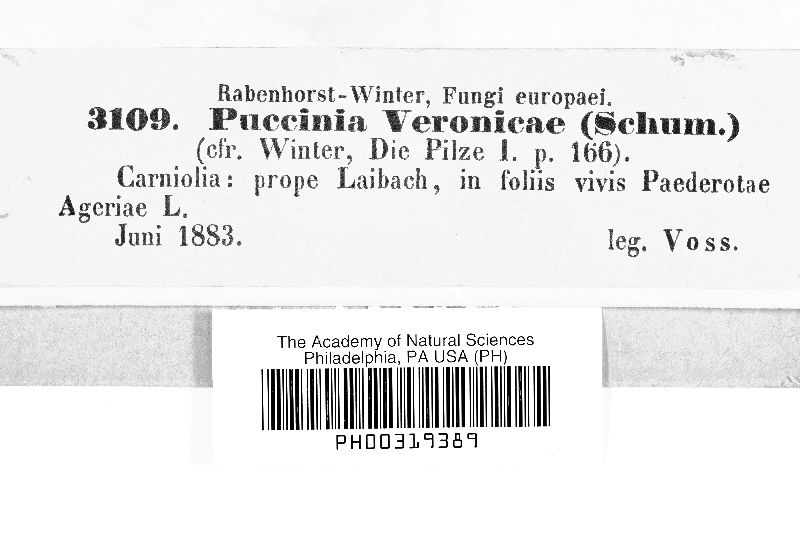 Rabenhorst-Winter, Fungi europaei.
3109. Puccinia Veronicae (Schum.)
(cfr. Winter, Die Pilze I. p. 166).
Carniolia: prope Laibach, in foliis vivis Paederotae
Ageriae L.
Juni 1883. leg. Voss.
The Academy of Natural Sciences
Philadelphia, PA USA (PH)
PH00319389